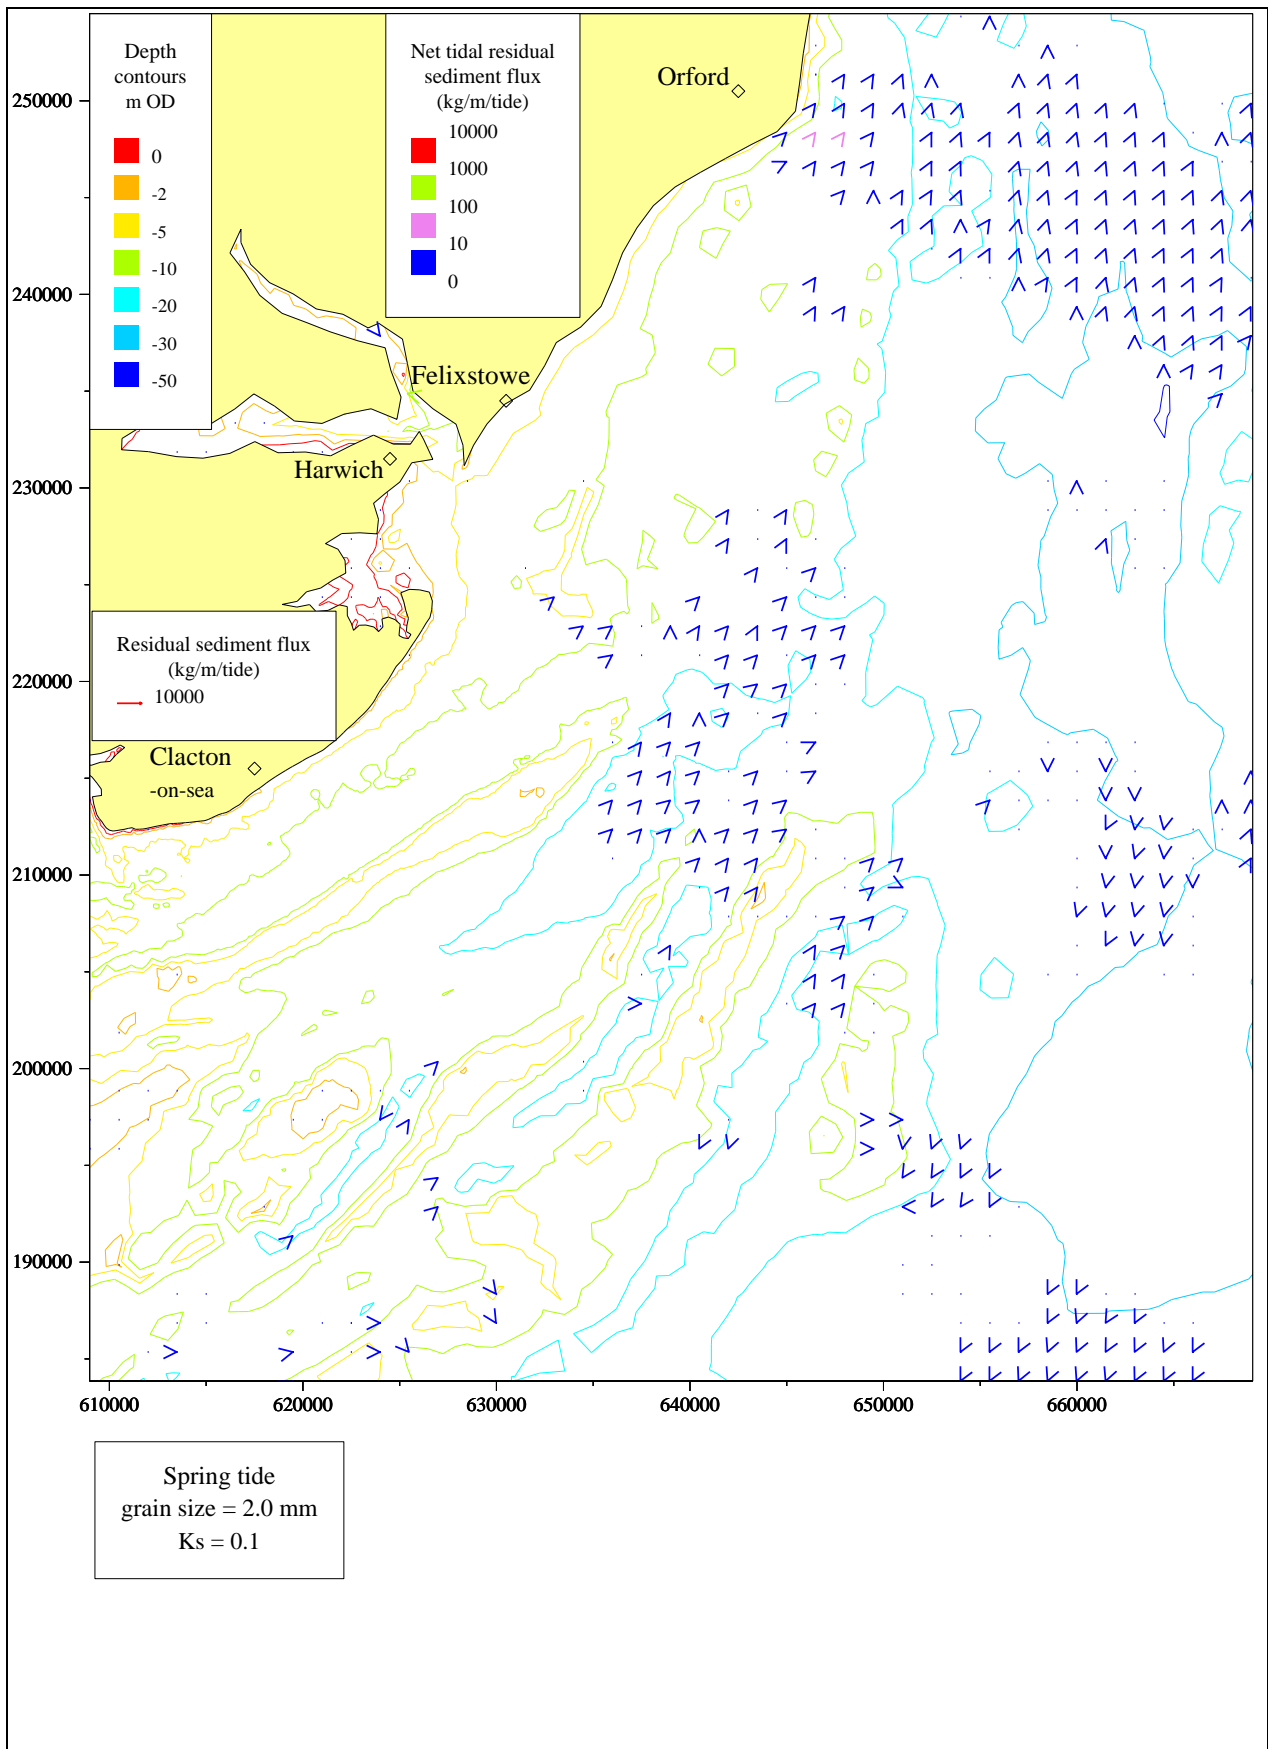 Depth
contours
m OD
0
-2
-5
-10
-20
-30
-50
Net tidal residual
sediment flux
(kg/m/tide)
10000
1000
100
10
0
Orford
Felixstowe
Harwich
Residual sediment flux
(kg/m/tide)
10000
Clacton
-on-sea
250000
240000
230000
220000
210000
200000
190000
610000 620000 630000 640000 650000 660000
Spring tide
grain size = 2.0 mm
Ks = 0.1